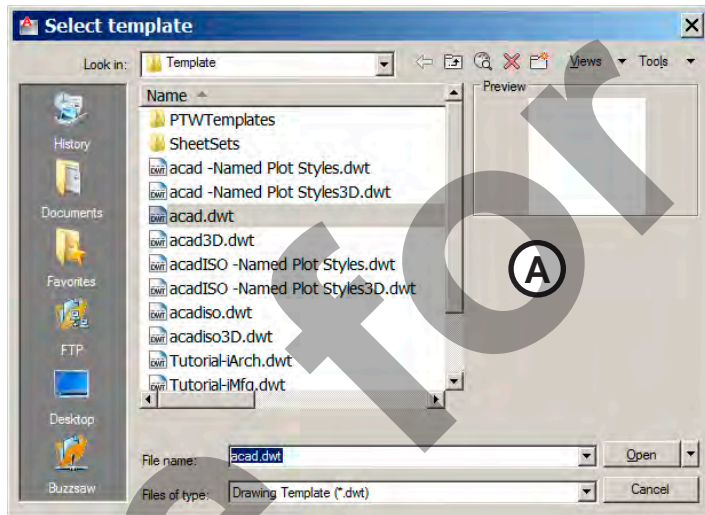 Select template
Look in: Template Views Tools
Name
Preview
PTWTemplates
SheetSets
acad -Named Plot Styles.dwt
acad -Named Plot Styles3D.dwt
acad.dwt
acad3D.dwt
acadISO -Named Plot Styles.dwt
acadISO -Named Plot Styles3D.dwt
acadiso.dwt
acadiso3D.dwt
Tutorial-iArch.dwt
Tutorial-iMfg.dwt
History
Documents
Favorites
FTP
Desktop
Buzzsaw
A
File name: acad.dwt Open
Files of type: Drawing Template (*.dwt) Cancel
for